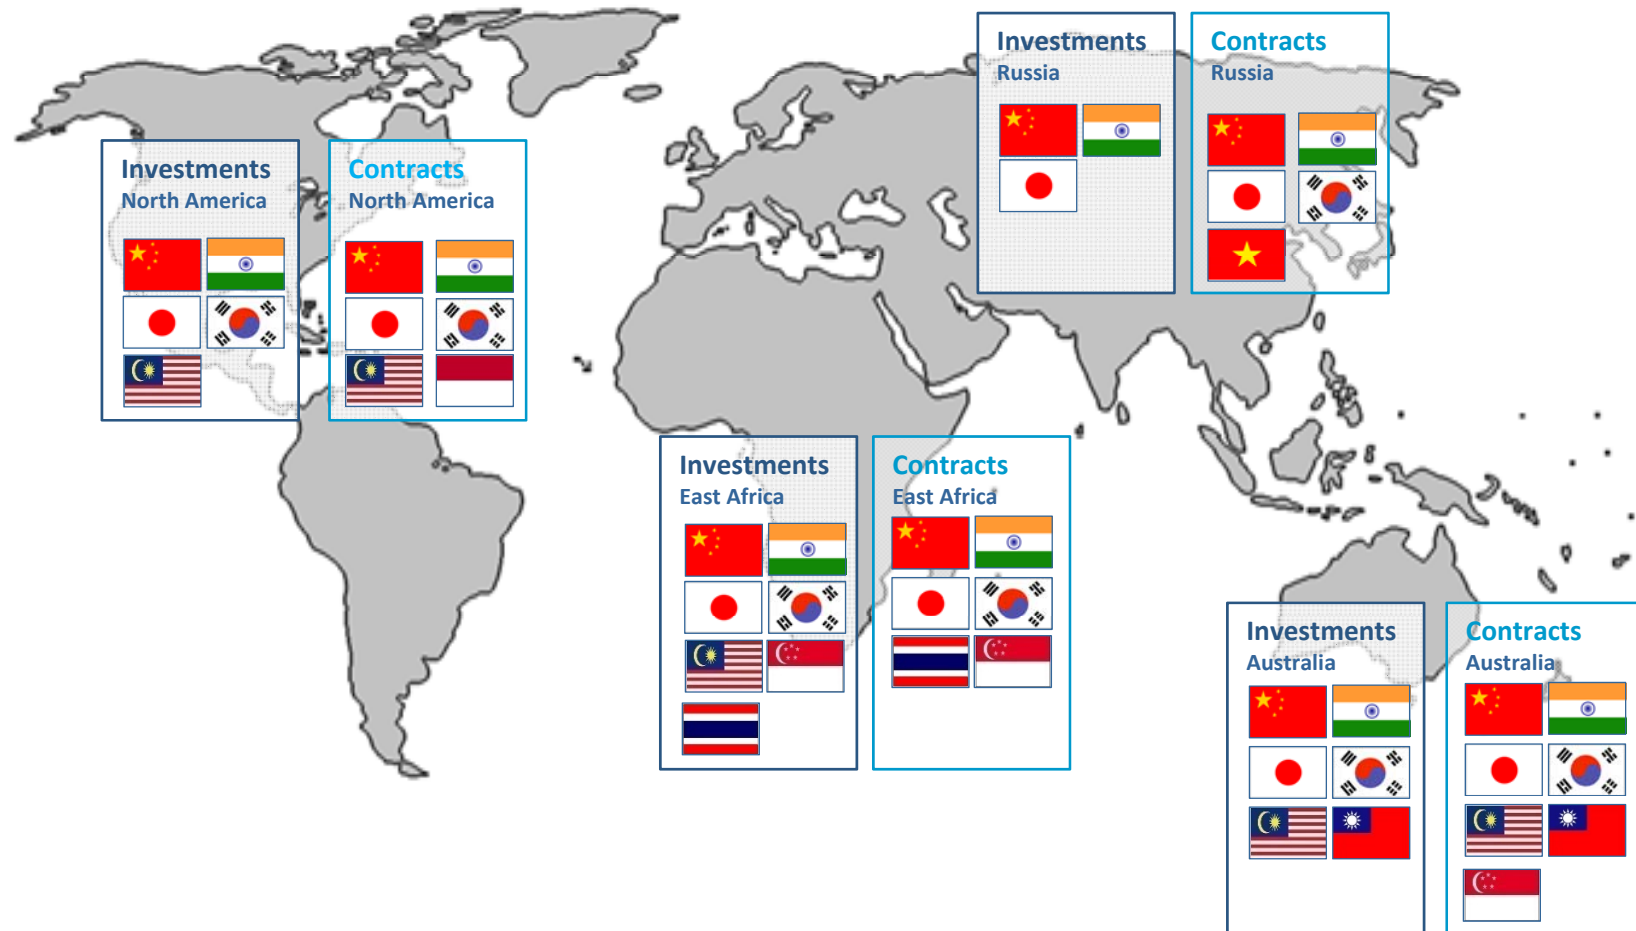 Investments
Russia
Contracts
Russia
Investments
North America
Contracts
North America
Investments
East Africa
Contracts
East Africa
Investments
Australia
Contracts
Australia